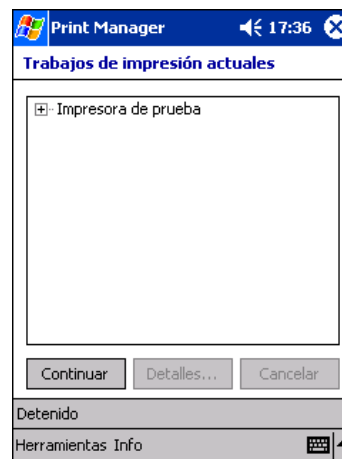 Print Manager 17:36
Trabajos de impresión actuales
Impresora de prueba
Continuar Detalles... Cancelar
Detenido
Herramientas Info